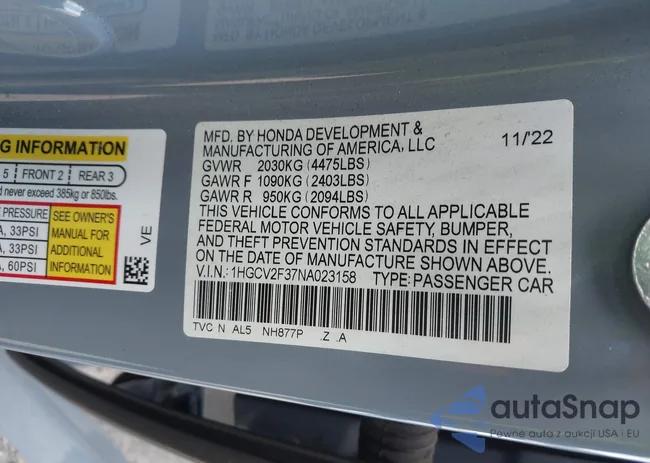 G INFORMATION
5 FRONT 2 REAR 3
d never exceed 385kg or 850lbs.
PRESSURE
A, 33PSI
A, 33PSI
A, 60PSI
SEE OWNER'S
MANUAL FOR
ADDITIONAL
INFORMATION
VE
MFD. BY HONDA DEVELOPMENT &
MANUFACTURING OF AMERICA, LLC
11/'22
GVWR 2030KG (4475LBS)
GAWR F 1090KG (2403LBS)
GAWR R 950KG (2094LBS)
THIS VEHICLE CONFORMS TO ALL APPLICABLE
FEDERAL MOTOR VEHICLE SAFETY, BUMPER,
AND THEFT PREVENTION STANDARDS IN EFFECT
ON THE DATE OF MANUFACTURE SHOWN ABOVE.
V.I.N.: 1HGCV2F37NA023158 TYPE: PASSENGER CAR
TVC N AL5 NH877P .Z .A
autaSnap
Pewne auta z aukcji USA i EU